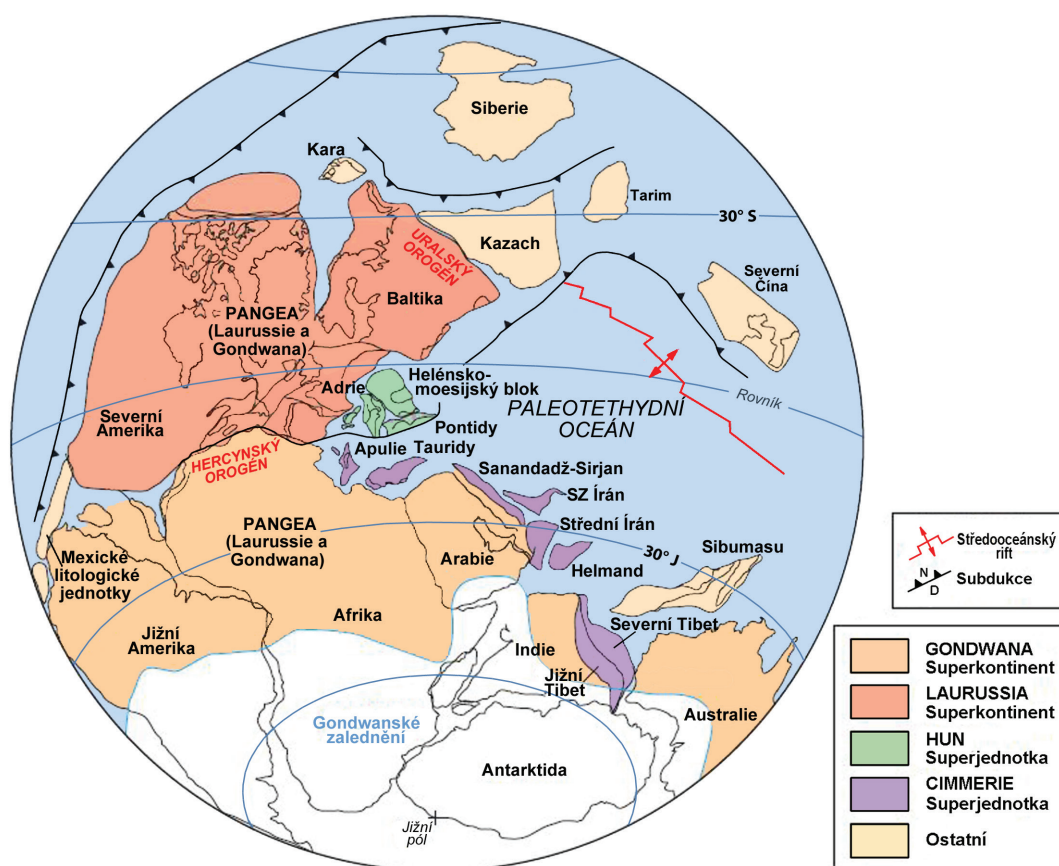 Siberie
Kara
Tarim
30° S
Kazach
URALSKÝ
OROGÉN
Severní
Čína
Baltika
PANGEA
(Laurussie a
Gondwana)
Helénsko-
moesijský blok
Adrie
Rovník
PALEOTETHYDNÍ
OCEÁN
Severní
Amerika
Pontidy
HERCYNSKÝ
OROGÉN
Apulie
Tauridy
Sanandadž-Sirjan
SZ Írán
PANGEA
(Laurussie a
Gondwana)
Střední Írán
30° J
Sibumasu
Arabie
Helmand
Mexické
litologické
jednotky
Afrika
Jižní
Amerika
Severní Tibet
Indie
Jižní
Tibet
Australie
Gondwanské
zalednění
Antarktida
Jižní
pól
Středooceánský
rift
N
Subdukce
D
GONDWANA
Superkontinent
LAURUSSIA
Superkontinent
HUN
Superjednotka
CIMMERIE
Superjednotka
Ostatní